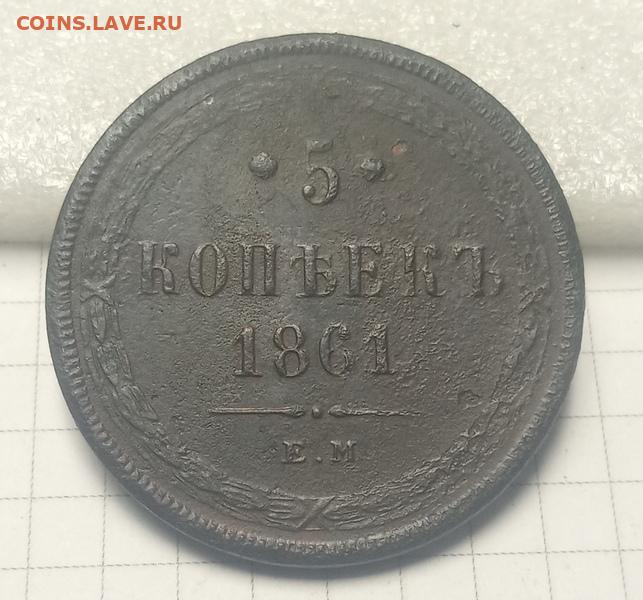 COINS.LAVE.RU
• 5 •
КОПѢЕКЪ
1861
Е.М